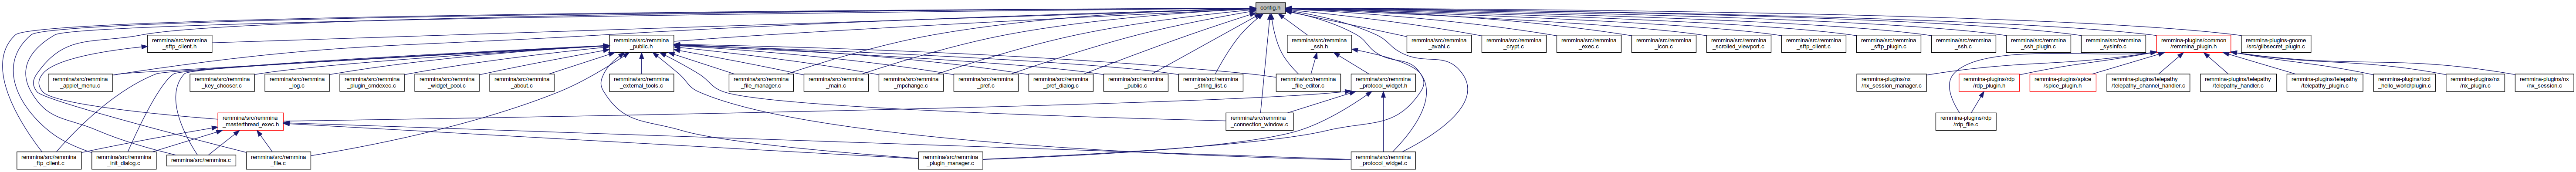 config.h
remmina/src/remmina
_sftp_client.h
remmina/src/remmina
_public.h
remmina/src/remmina
_ssh.h
remmina/src/remmina
_avahi.c
remmina/src/remmina
_crypt.c
remmina/src/remmina
_exec.c
remmina/src/remmina
_icon.c
remmina/src/remmina
_scrolled_viewport.c
remmina/src/remmina
_sftp_client.c
remmina/src/remmina
_sftp_plugin.c
remmina/src/remmina
_ssh.c
remmina/src/remmina
_ssh_plugin.c
remmina/src/remmina
_sysinfo.c
remmina-plugins/common
/remmina_plugin.h
remmina-plugins-gnome
/src/glibsecret_plugin.c
remmina/src/remmina
_applet_menu.c
remmina/src/remmina
_key_chooser.c
remmina/src/remmina
_log.c
remmina/src/remmina
_plugin_cmdexec.c
remmina/src/remmina
_widget_pool.c
remmina/src/remmina
_about.c
remmina/src/remmina
_external_tools.c
remmina/src/remmina
_file_manager.c
remmina/src/remmina
_main.c
remmina/src/remmina
_mpchange.c
remmina/src/remmina
_pref.c
remmina/src/remmina
_pref_dialog.c
remmina/src/remmina
_public.c
remmina/src/remmina
_string_list.c
remmina/src/remmina
_file_editor.c
remmina/src/remmina
_protocol_widget.h
remmina-plugins/nx
/nx_session_manager.c
remmina-plugins/rdp
/rdp_plugin.h
remmina-plugins/spice
/spice_plugin.h
remmina-plugins/telepathy
/telepathy_channel_handler.c
remmina-plugins/telepathy
/telepathy_handler.c
remmina-plugins/telepathy
/telepathy_plugin.c
remmina-plugins/tool
_hello_world/plugin.c
remmina-plugins/nx
/nx_plugin.c
remmina-plugins/nx
/nx_session.c
remmina/src/remmina
_masterthread_exec.h
remmina/src/remmina
_connection_window.c
remmina-plugins/rdp
/rdp_file.c
remmina/src/remmina
_ftp_client.c
remmina/src/remmina
_init_dialog.c
remmina/src/remmina.c
remmina/src/remmina
_file.c
remmina/src/remmina
_plugin_manager.c
remmina/src/remmina
_protocol_widget.c